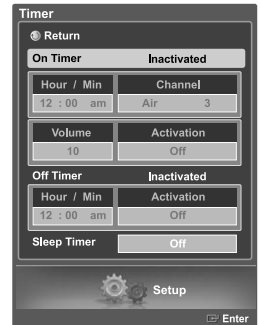 Timer
Return
On Timer Inactivated
Hour / Min Channel
12 : 00 am Air 3
Volume Activation
10 Off
Off Timer Inactivated
Hour / Min Activation
12 : 00 am Off
Sleep Timer Off
Setup
Enter